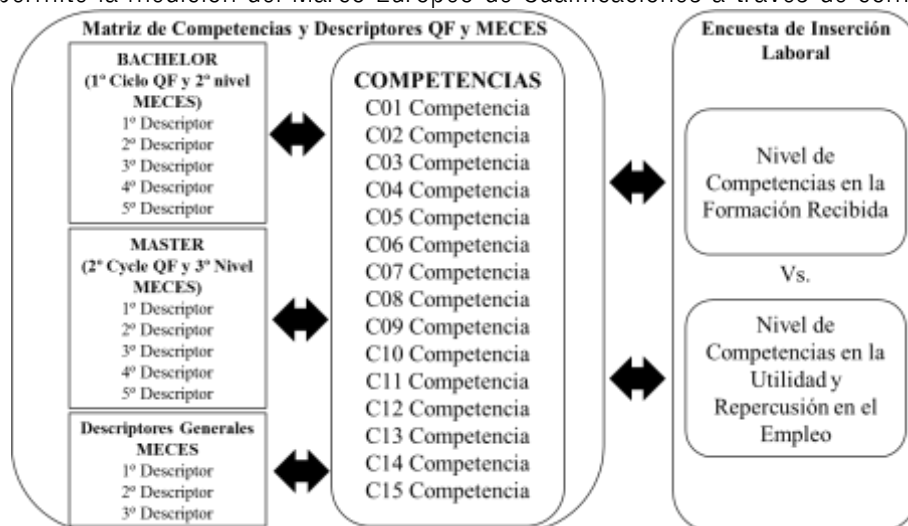 Matriz de Competencias y Descriptores QF y MECES
BACHELOR
(1º Ciclo QF y 2º nivel
MECES)
1º Descriptor
2º Descriptor
3º Descriptor
4º Descriptor
5º Descriptor
MASTER
(2º Cycle QF y 3º Nivel
MECES)
1º Descriptor
2º Descriptor
3º Descriptor
4º Descriptor
5º Descriptor
Descriptores Generales
MECES
1º Descriptor
2º Descriptor
3º Descriptor
COMPETENCIAS
C01 Competencia
C02 Competencia
C03 Competencia
C04 Competencia
C05 Competencia
C06 Competencia
C07 Competencia
C08 Competencia
C09 Competencia
C10 Competencia
C11 Competencia
C12 Competencia
C13 Competencia
C14 Competencia
C15 Competencia
Encuesta de Inserción
Laboral
Nivel de
Competencias en la
Formación Recibida
Vs.
Nivel de
Competencias en la
Utilidad y
Repercusión en el
Empleo